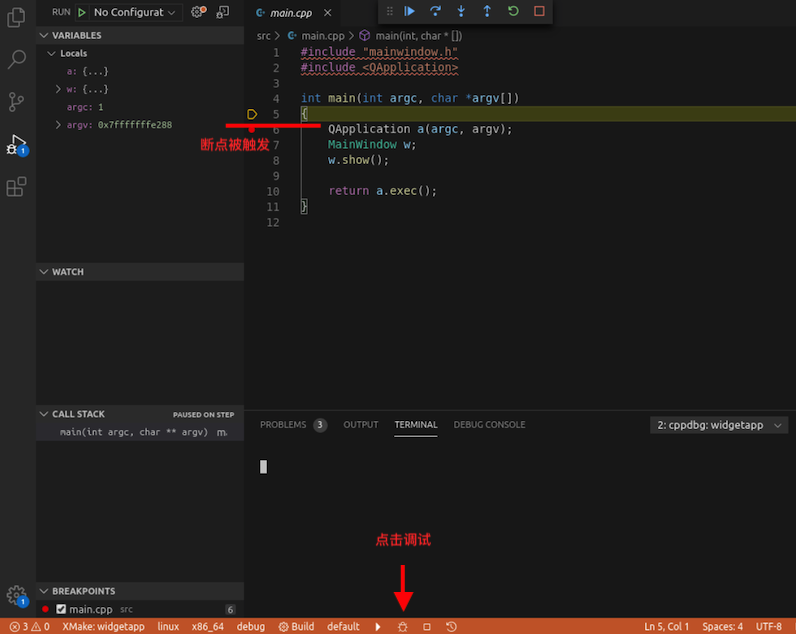 RUN No Configurat
main.cpp
VARIABLES
Locals
a: {...}
w: {...}
argc: 1
argv: 0x7fffffffe288
断点被触发
WATCH
CALL STACK PAUSED ON STEP
main(int argc, char ** argv) m.
BREAKPOINTS
main.cpp src 6
src > main.cpp > main(int, char * [])
1 #include "mainwindow.h"
2 #include <QApplication>
3
4 int main(int argc, char *argv[])
5 {
6 QApplication a(argc, argv);
7 MainWindow w;
8 w.show();
9
10 return a.exec();
11 }
12
PROBLEMS 3 OUTPUT TERMINAL DEBUG CONSOLE 2: cppdbg: widgetapp
点击调试
1
1
3 0 XMake: widgetapp linux x86_64 debug Build default Ln 5, Col 1 Spaces: 4 UTF-8